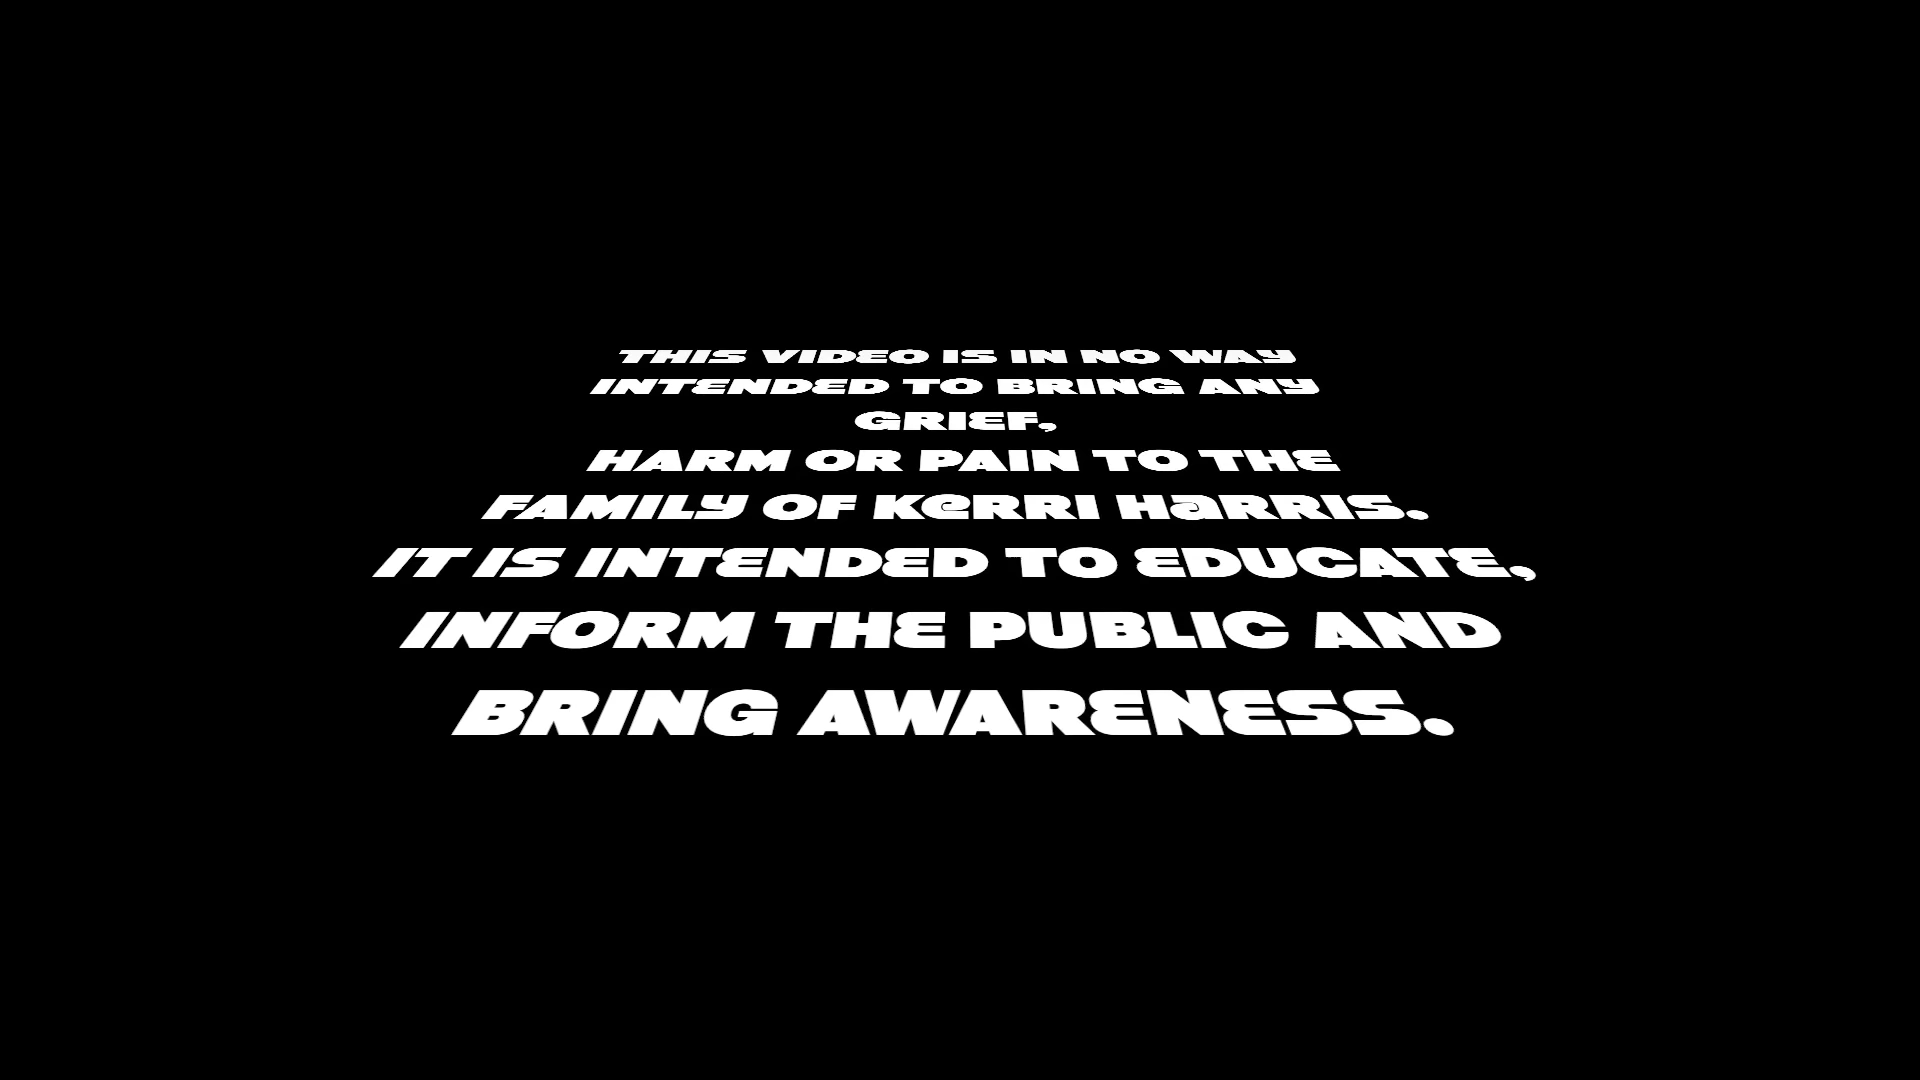 THIS VIDEO IS IN NO WAY
INTENDED TO BRING ANY
GRIEF,
HARM OR PAIN TO THE
FAMILY OF KeRRI HaRRIS.
IT IS INTENDED TO EDUCATE,
INFORM THE PUBLIC AND
BRING AWARENESS.